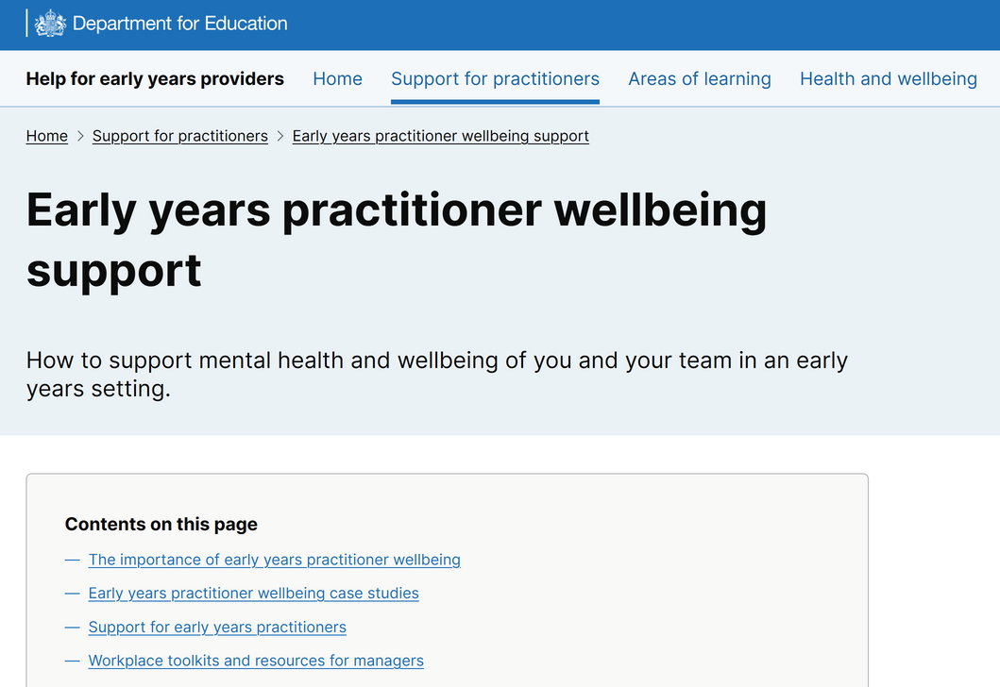 Department for Education
Help for early years providers Home Support for practitioners Areas of learning Health and wellbeing
Home > Support for practitioners > Early years practitioner wellbeing support
Early years practitioner wellbeing
support
How to support mental health and wellbeing of you and your team in an early
years setting.
Contents on this page
— The importance of early years practitioner wellbeing
— Early years practitioner wellbeing case studies
— Support for early years practitioners
— Workplace toolkits and resources for managers